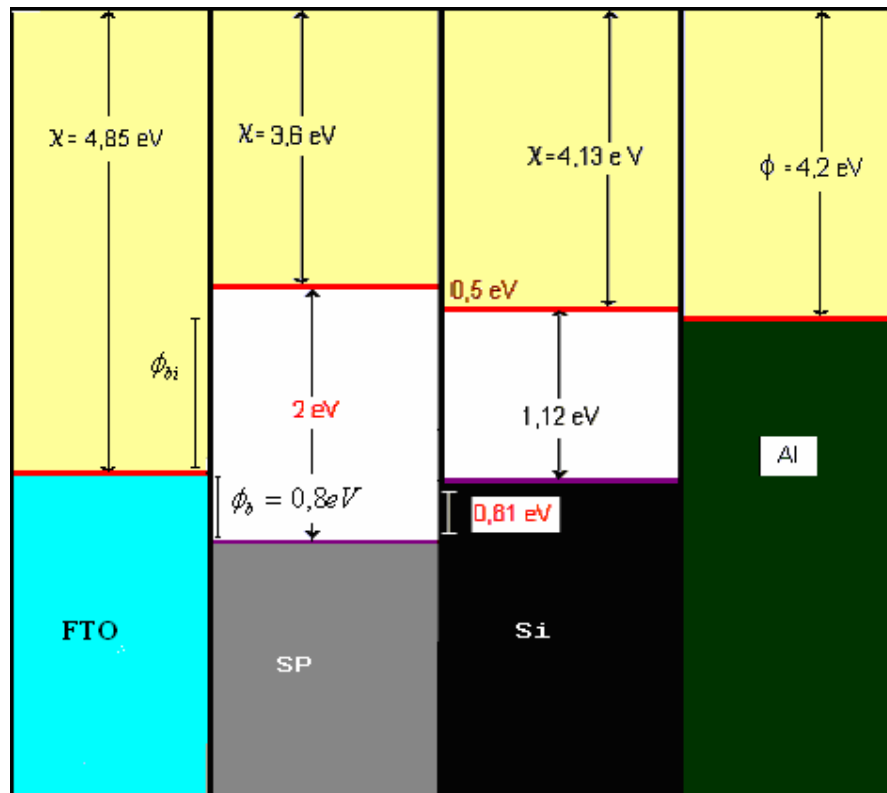 χ = 4,85 eV
χ = 3,6 eV
χ = 4,13 e V
ϕ = 4,2 eV
0,5 eV
ϕbi
2 eV
1,12 eV
Al
ϕb = 0,8eV
0,61 eV
FTO
SP
Si